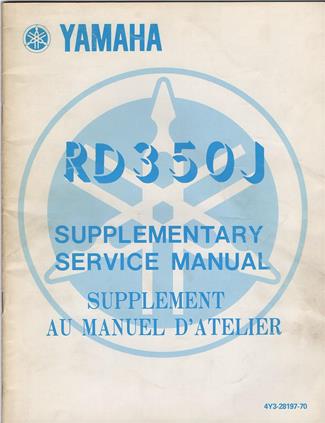 YAMAHA
RD350J
SUPPLEMENTARY
SERVICE MANUAL
SUPPLEMENT
AU MANUEL D'ATELIER
4Y3-28197-70